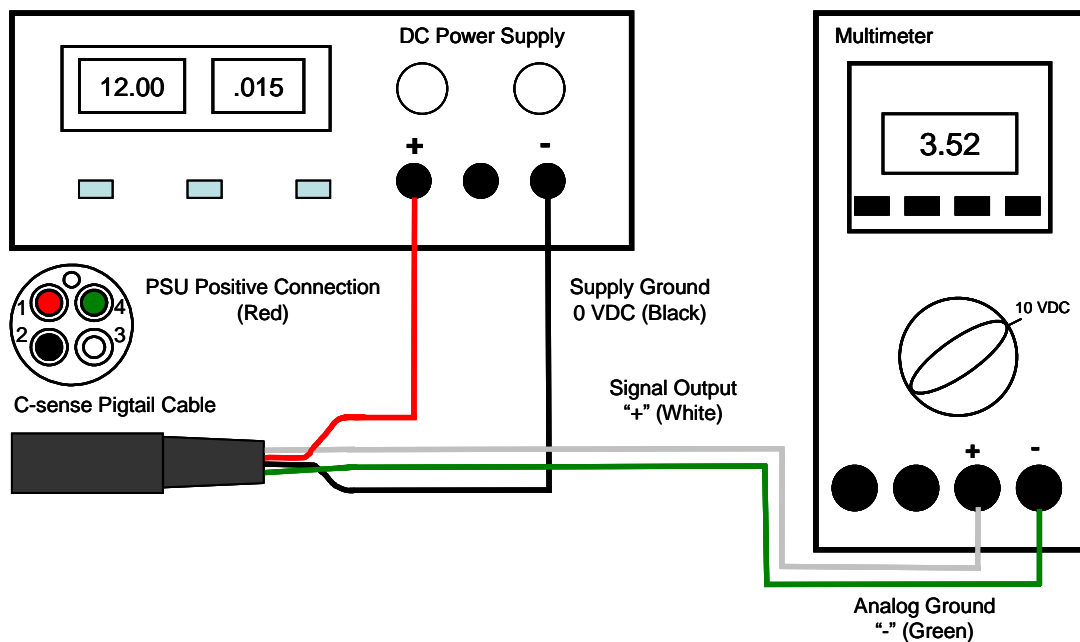 DC Power Supply
12.00
.015
+
-
Multimeter
3.52
10 VDC
PSU Positive Connection
(Red)
Supply Ground
0 VDC (Black)
1
4
2
3
C-sense Pigtail Cable
Signal Output
“+” (White)
+
-
Analog Ground
“-” (Green)